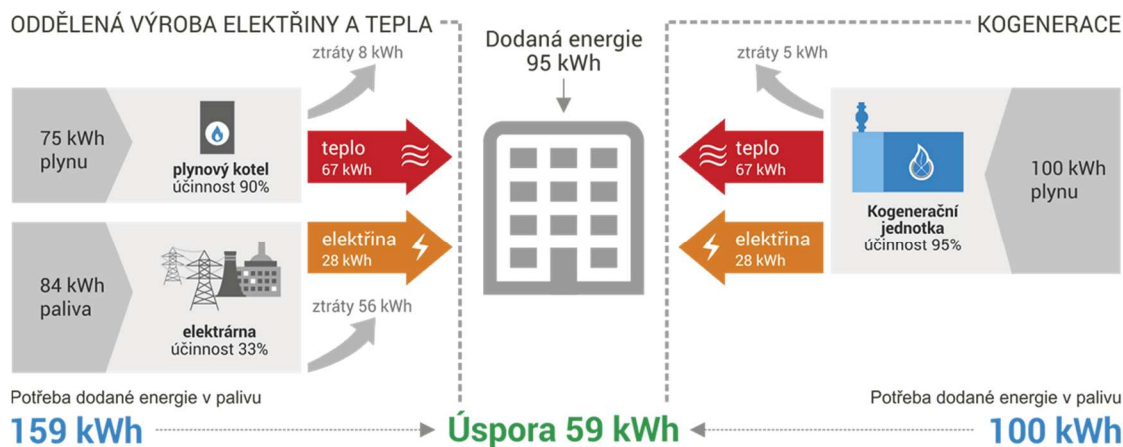 ODDĚLENÁ VÝROBA ELEKTŘINY A TEPLA
ztráty 8 kWh
75 kWh
plynu
plynový kotel
účinnost 90%
teplo
67 kWh
84 kWh
paliva
elektrárna
účinnost 33%
elektřina
28 kWh
ztráty 56 kWh
Potřeba dodané energie v palivu
159 kWh
Dodaná energie
95 kWh
Úspora 59 kWh
KOGENERACE
ztráty 5 kWh
teplo
67 kWh
elektřina
28 kWh
Kogenerační
jednotka
účinnost 95%
100 kWh
plynu
Potřeba dodané energie v palivu
100 kWh